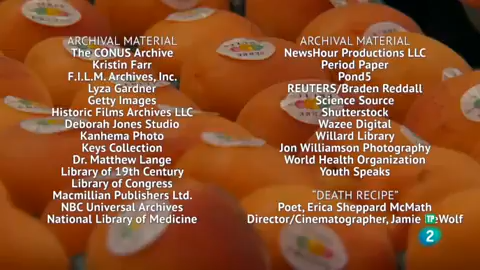 ARCHIVAL MATERIAL
The CONUS Archive
Kristin Farr
F.I.L.M. Archives, Inc.
Lyza Gardner
Getty Images
Historic Films Archives LLC
Deborah Jones Studio
Kanhema Photo
Keys Collection
Dr. Matthew Lange
Library of 19th Century
Library of Congress
Macmillian Publishers Ltd.
NBC Universal Archives
National Library of Medicine
ARCHIVAL MATERIAL
NewsHour Productions LLC
Period Paper
Pond5
REUTERS/Braden Reddall
Science Source
Shutterstock
Wazee Digital
Willard Library
Jon Williamson Photography
World Health Organization
Youth Speaks
"DEATH RECIPE"
Poet, Erica Sheppard McMath
Director/Cinematographer, Jamie Wolf
2